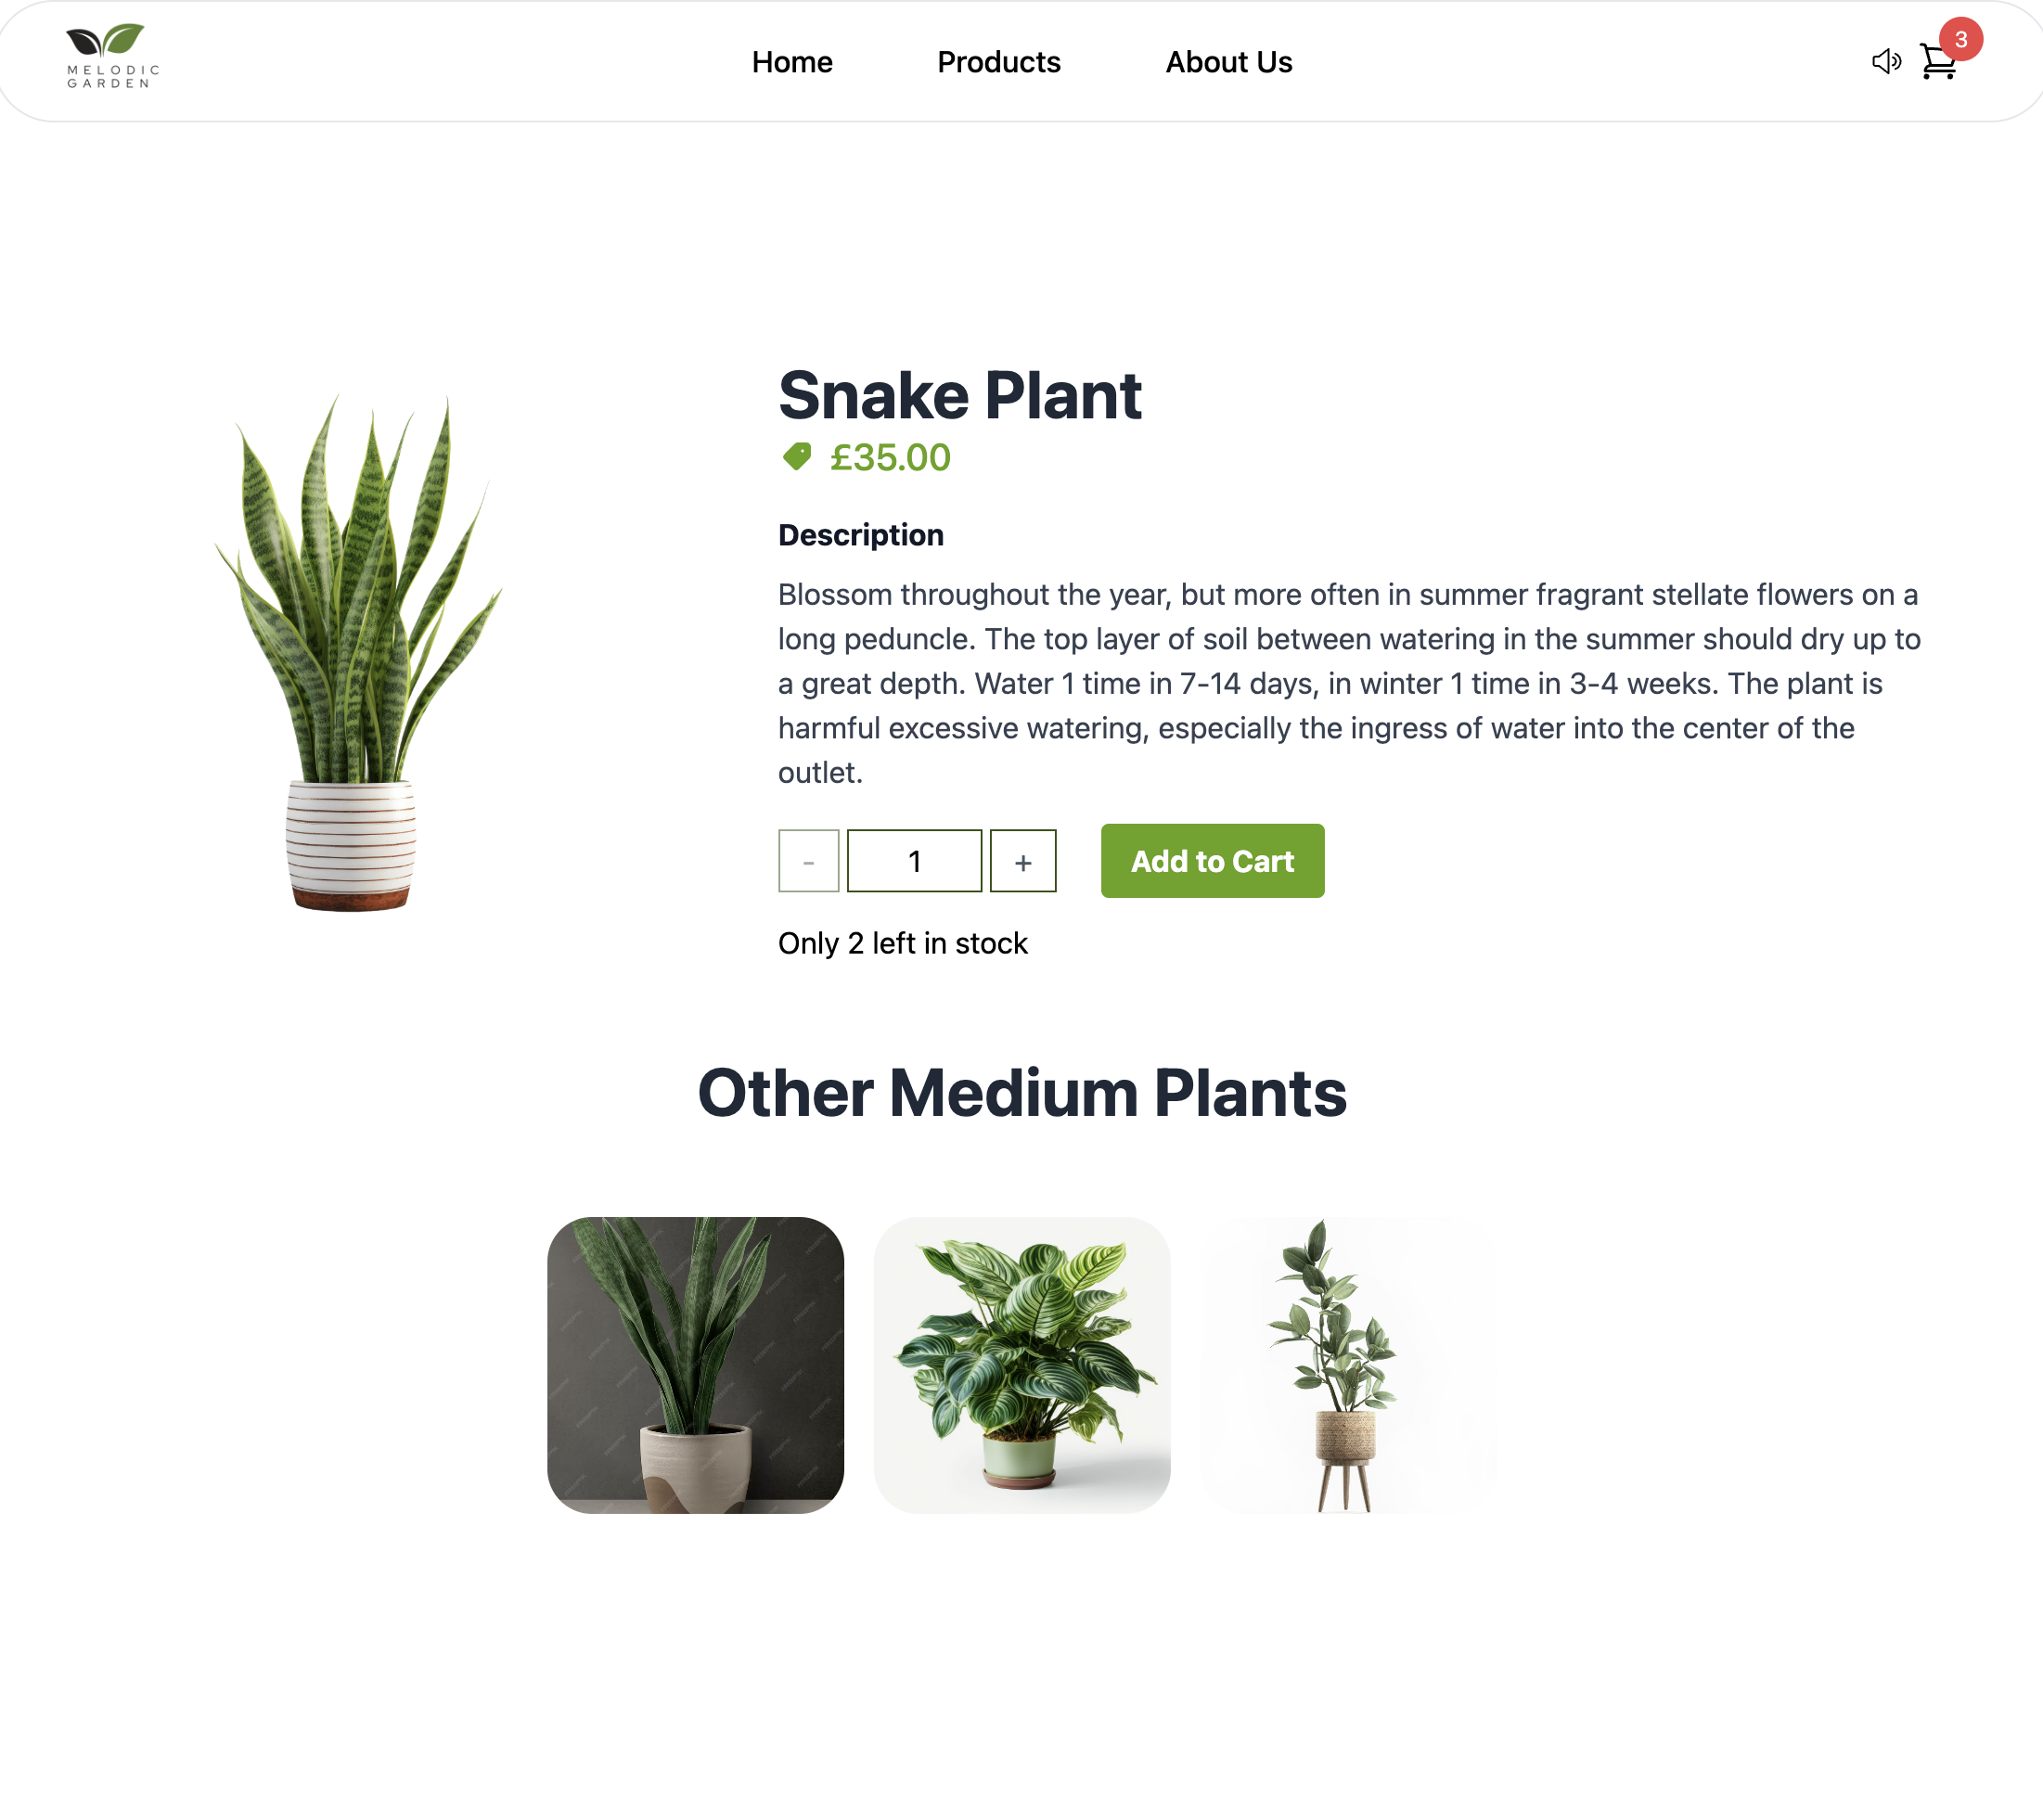 MELODIC
GARDEN
Home
Products
About Us
3
Snake Plant
£35.00
Description
Blossom throughout the year, but more often in summer fragrant stellate flowers on a
long peduncle. The top layer of soil between watering in the summer should dry up to
a great depth. Water 1 time in 7-14 days, in winter 1 time in 3-4 weeks. The plant is
harmful excessive watering, especially the ingress of water into the center of the
outlet.
-
1
+
Add to Cart
Only 2 left in stock
Other Medium Plants